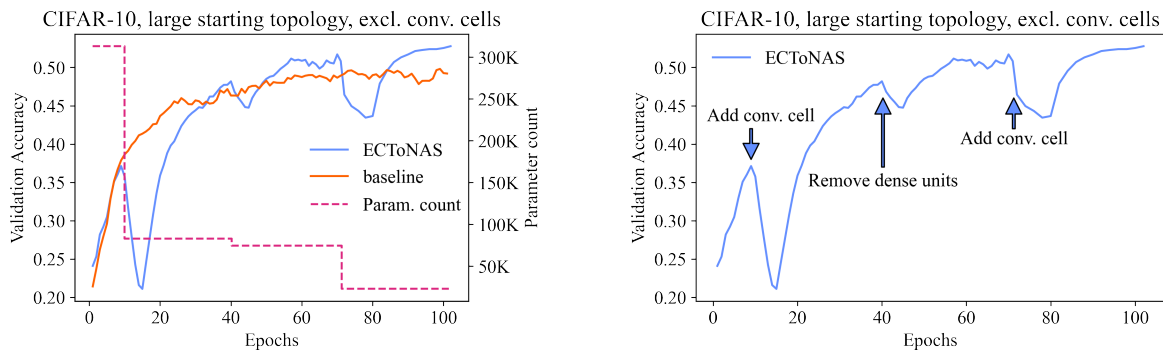 CIFAR-10, large starting topology, excl. conv. cells
Validation Accuracy
0.50
0.45
0.40
0.35
0.30
0.25
0.20
300K
250K
200K
150K
100K
50K
Parameter count
ECToNAS
baseline
Param. count
0
20
40
60
80
100
Epochs
CIFAR-10, large starting topology, excl. conv. cells
Validation Accuracy
0.50
0.45
0.40
0.35
0.30
0.25
0.20
ECToNAS
Add conv. cell
Add conv. cell
Remove dense units
0
20
40
60
80
100
Epochs